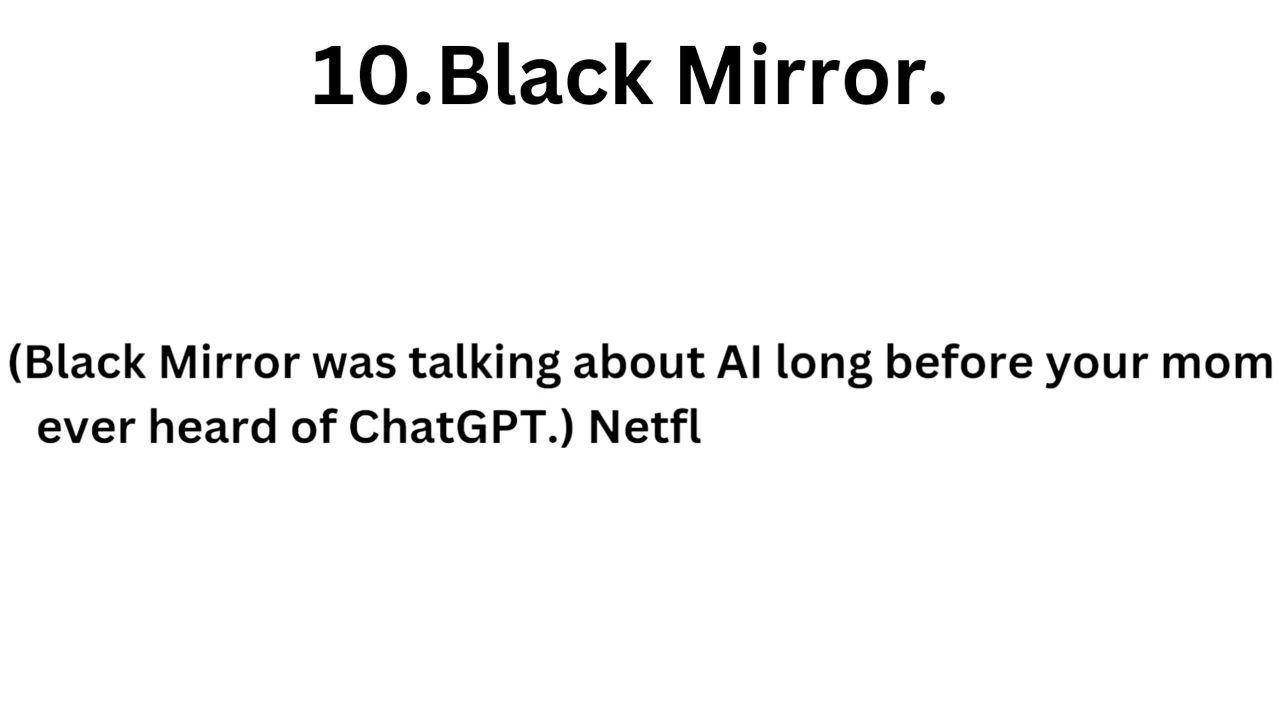 10.Black Mirror.
(Black Mirror was talking about AI long before your mom
ever heard of ChatGPT.) Netfl